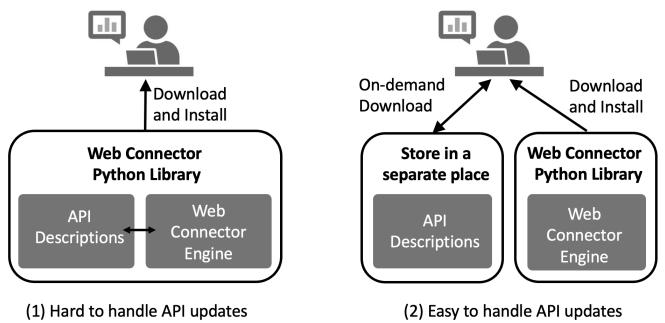 Download
and Install
Web Connector
Python Library
API
Descriptions
Web
Connector
Engine
(1) Hard to handle API updates
On-demand
Download
Download
and Install
Store in a
separate place
API
Descriptions
Web Connector
Python Library
Web
Connector
Engine
(2) Easy to handle API updates